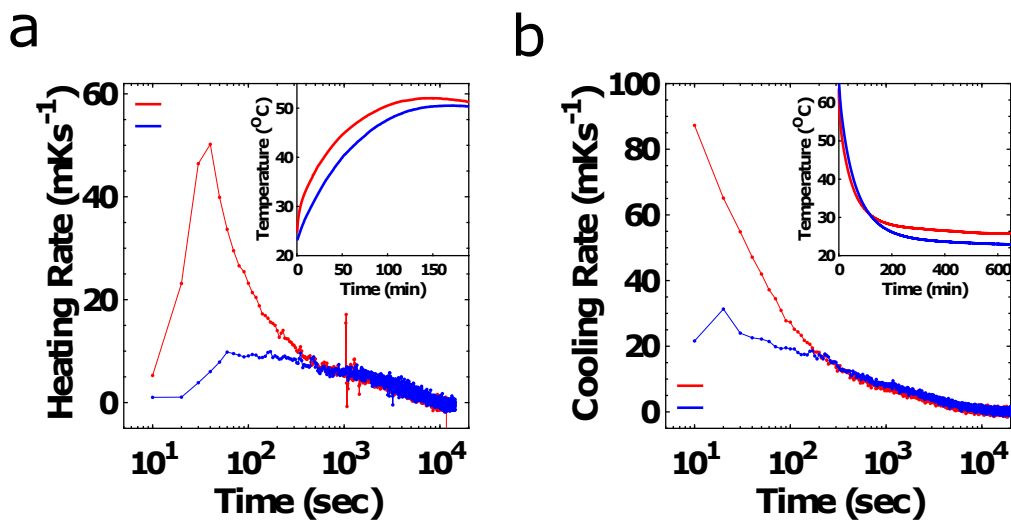 a
Heating Rate (mKs⁻¹)
60
40
20
0
10¹ 10² 10³ 10⁴
Time (sec)
Temperature (°C)
50
40
30
20
0 50 100 150
Time (min)
b
Cooling Rate (mKs⁻¹)
100
80
60
40
20
0
10¹ 10² 10³ 10⁴
Time (sec)
Temperature (°C)
60
50
40
30
20
0 200 400 600
Time (min)